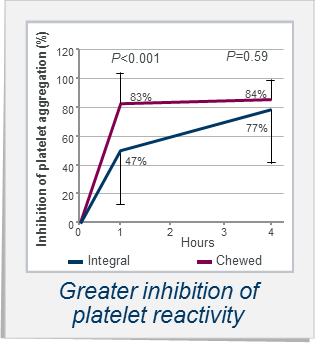 Inhibition of platelet aggregation (%)
120
100
80
60
40
20
0
P<0.001
P=0.59
83%
84%
47%
77%
0
1
2
3
4
Hours
Integral
Chewed
Greater inhibition of
platelet reactivity